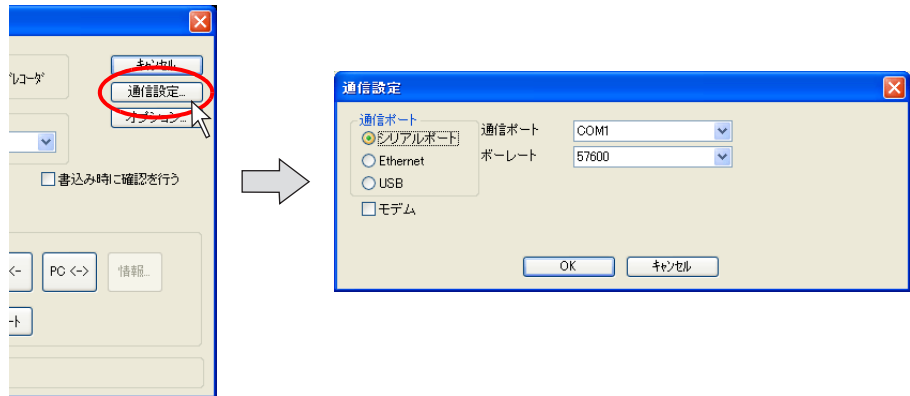 ドレコーダ
キャンセル
通信設定...
オプション...
書込み時に確認を行う
<-
PC <->
情報...
ート
通信設定
通信ポート
シリアルポート
Ethernet
USB
モデム
通信ポート
COM1
ボーレート
57600
OK
キャンセル